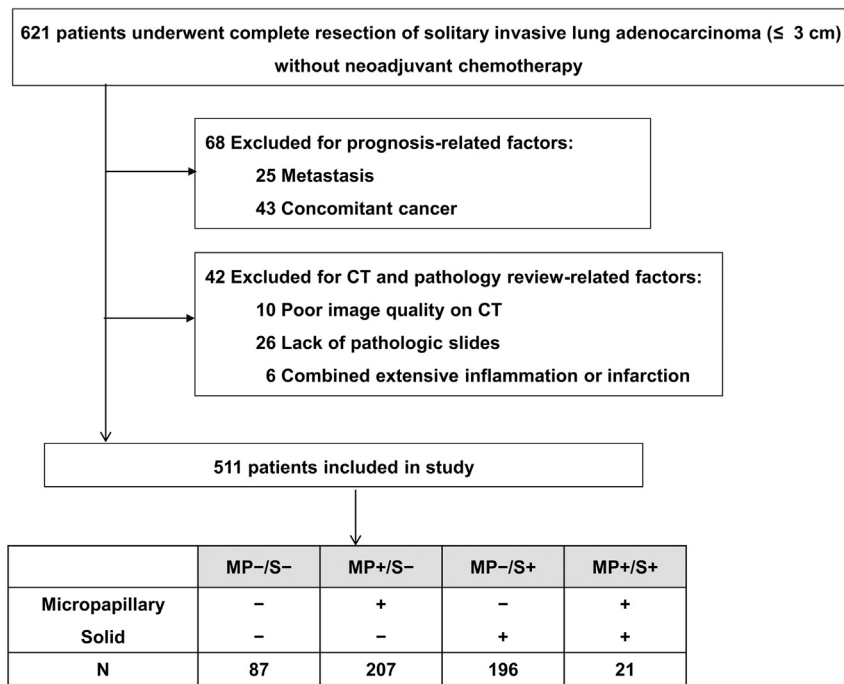 621 patients underwent complete resection of solitary invasive lung adenocarcinoma (≤ 3 cm)
without neoadjuvant chemotherapy
68 Excluded for prognosis-related factors:
25 Metastasis
43 Concomitant cancer
42 Excluded for CT and pathology review-related factors:
10 Poor image quality on CT
26 Lack of pathologic slides
6 Combined extensive inflammation or infarction
511 patients included in study
MP−/S− MP+/S− MP−/S+ MP+/S+
Micropapillary − + − +
Solid − − + +
N 87 207 196 21